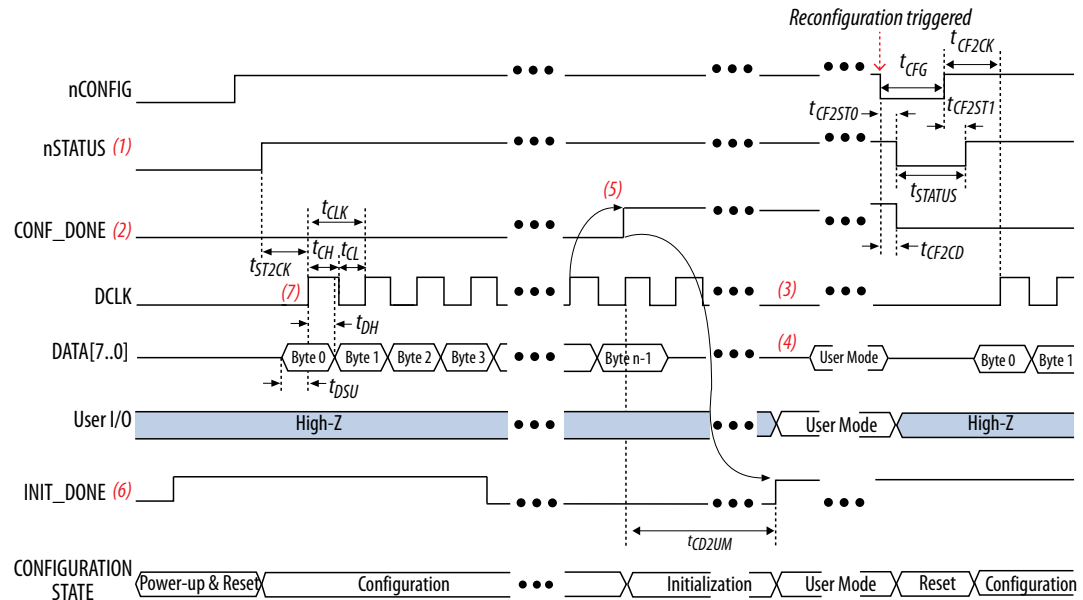 Reconfiguration triggered
tCF2CK
tCFG
nCONFIG
tCF2ST0
tCF2ST1
nSTATUS (1)
tSTATUS
(5)
tCLK
CONF_DONE (2)
tCF2CD
tST2CK
tCH
tCL
DCLK
(7)
(3)
tDH
DATA[7..0]
Byte 0
Byte 1
Byte 2
Byte 3
Byte n-1
(4)
User Mode
Byte 0
Byte 1
tDSU
User I/O
High-Z
User Mode
High-Z
INIT_DONE (6)
tCD2UM
CONFIGURATION
STATE
Power-up & Reset
Configuration
Initialization
User Mode
Reset
Configuration